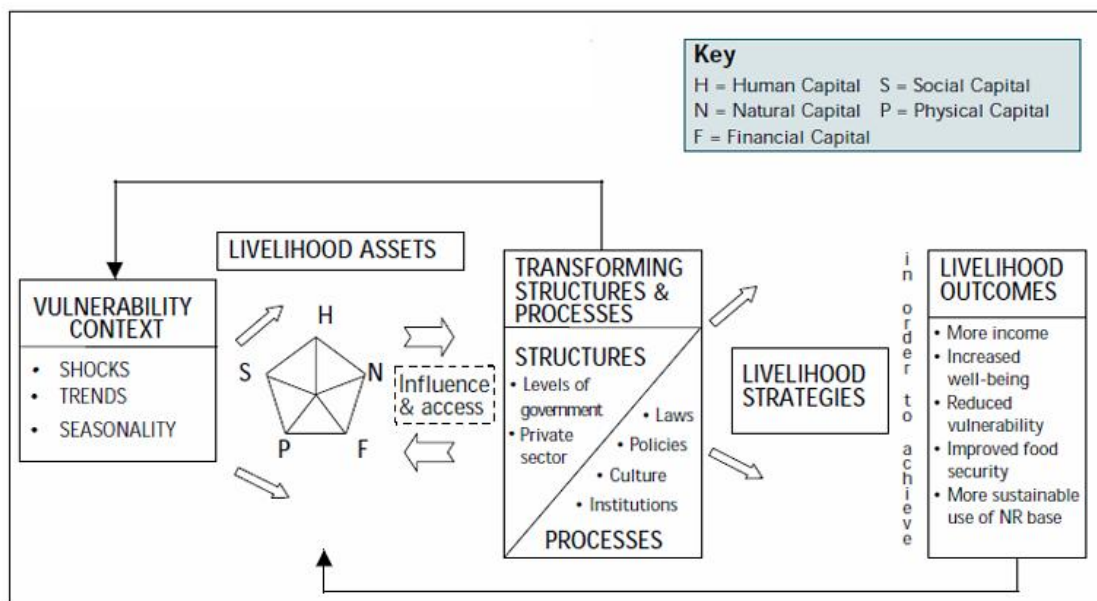 Key
H = Human Capital S = Social Capital
N = Natural Capital P = Physical Capital
F = Financial Capital
LIVELIHOOD ASSETS
VULNERABILITY
CONTEXT
• SHOCKS
• TRENDS
• SEASONALITY
H
S
N
P
F
Influence
& access
TRANSFORMING
STRUCTURES &
PROCESSES
STRUCTURES
• Levels of
government
• Private
sector
• Laws
• Policies
• Culture
• Institutions
PROCESSES
LIVELIHOOD
STRATEGIES
in order to achieve
LIVELIHOOD
OUTCOMES
• More income
• Increased
well-being
• Reduced
vulnerability
• Improved food
security
• More sustainable
use of NR base